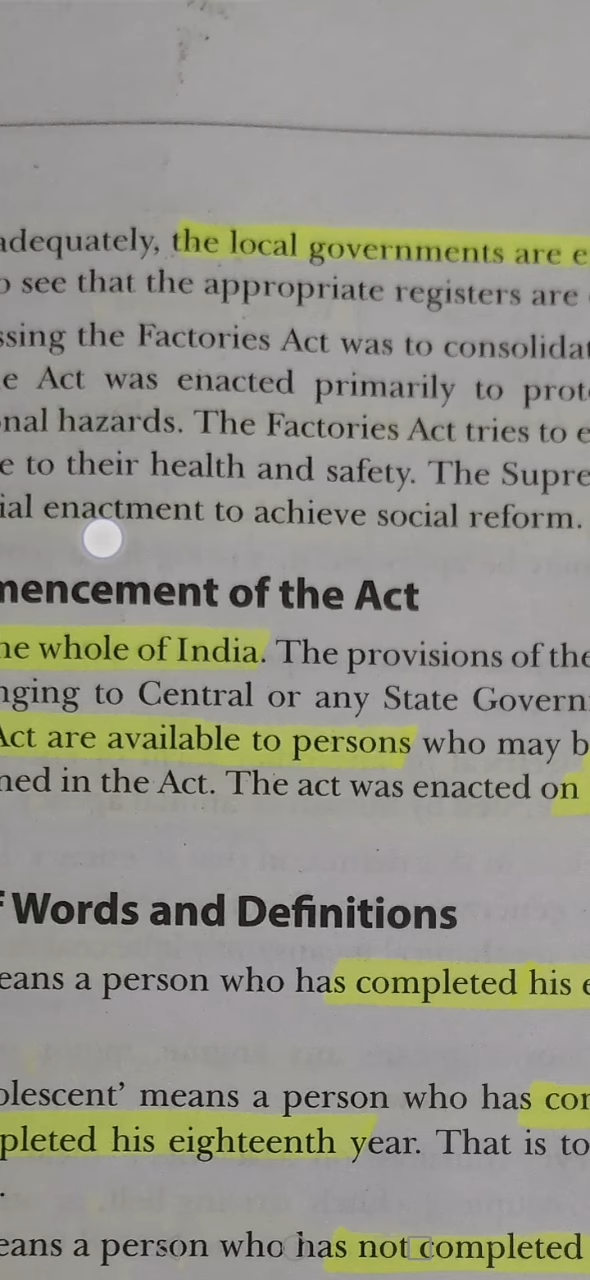 adequately, the local governments are e
o see that the appropriate registers are
ssing the Factories Act was to consolidat
e Act was enacted primarily to prot
onal hazards. The Factories Act tries to e
e to their health and safety. The Supre
ial enactment to achieve social reform.
mencement of the Act
he whole of India. The provisions of the
nging to Central or any State Govern
Act are available to persons who may b
ned in the Act. The act was enacted on
f Words and Definitions
eans a person who has completed his e
olescent’ means a person who has con
pleted his eighteenth year. That is to
.
eans a person who has not completed